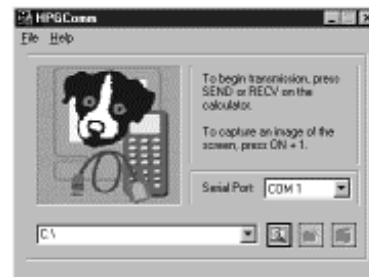 HPGComm
File Help
To begin transmission, press
SEND or RECV on the
calculator.
To capture an image of the
screen, press ON + 1.
Serial Port: COM 1
C:\